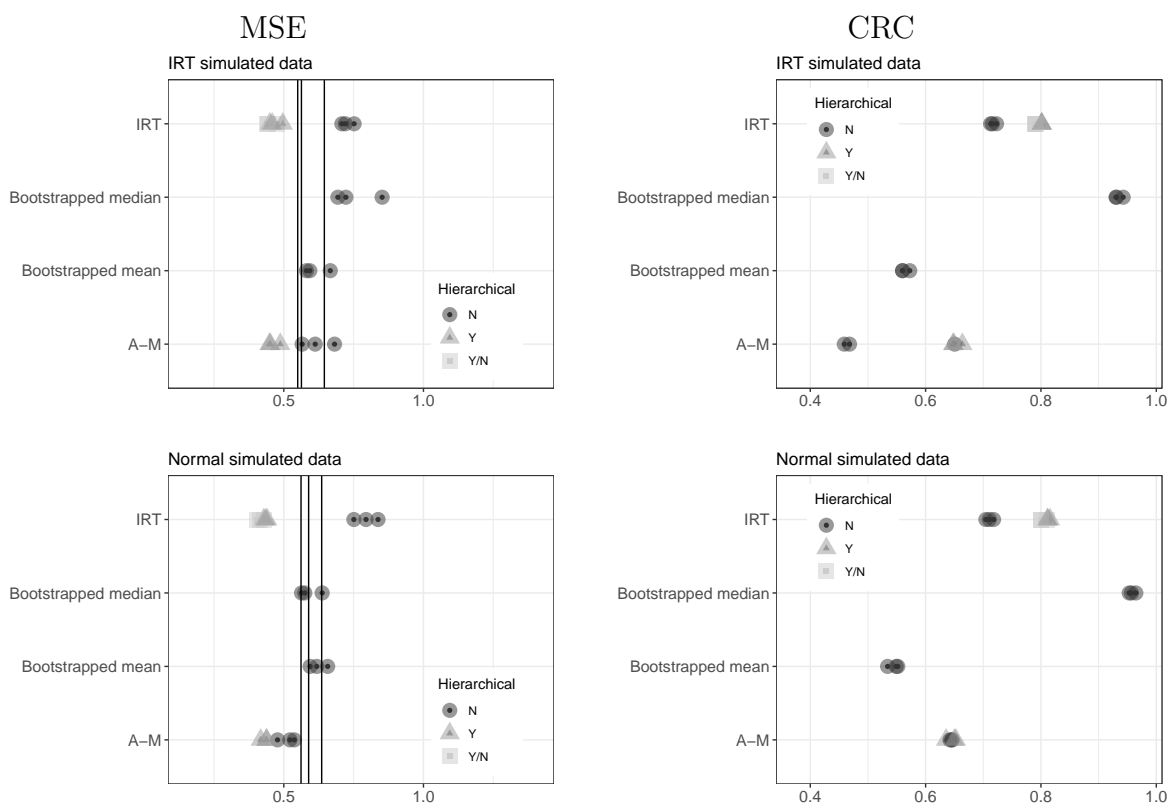 MSE
CRC
IRT simulated data
IRT
Bootstrapped median
Bootstrapped mean
A−M
Hierarchical
N
Y
Y/N
0.5
1.0
IRT simulated data
IRT
Bootstrapped median
Bootstrapped mean
A−M
Hierarchical
N
Y
Y/N
0.4
0.6
0.8
1.0
Normal simulated data
IRT
Bootstrapped median
Bootstrapped mean
A−M
Hierarchical
N
Y
Y/N
0.5
1.0
Normal simulated data
IRT
Bootstrapped median
Bootstrapped mean
A−M
Hierarchical
N
Y
Y/N
0.4
0.6
0.8
1.0